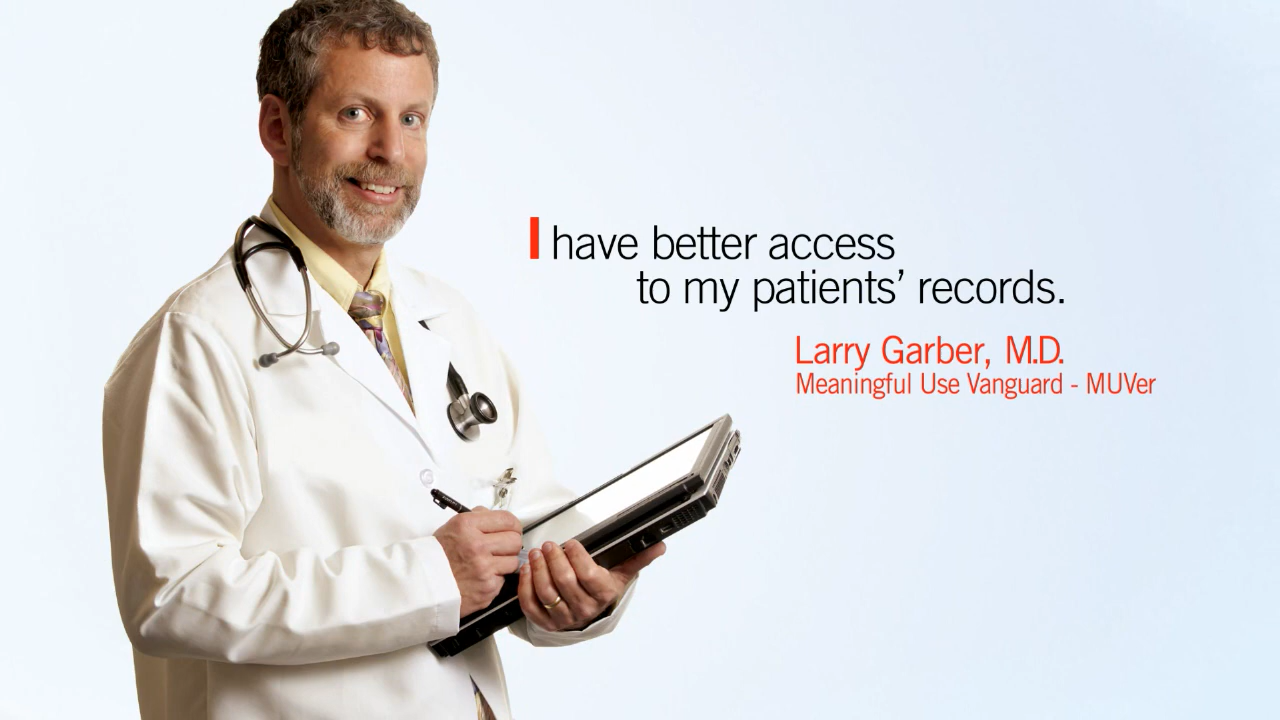 I have better access
to my patients’ records.
Larry Garber, M.D.
Meaningful Use Vanguard - MUVer